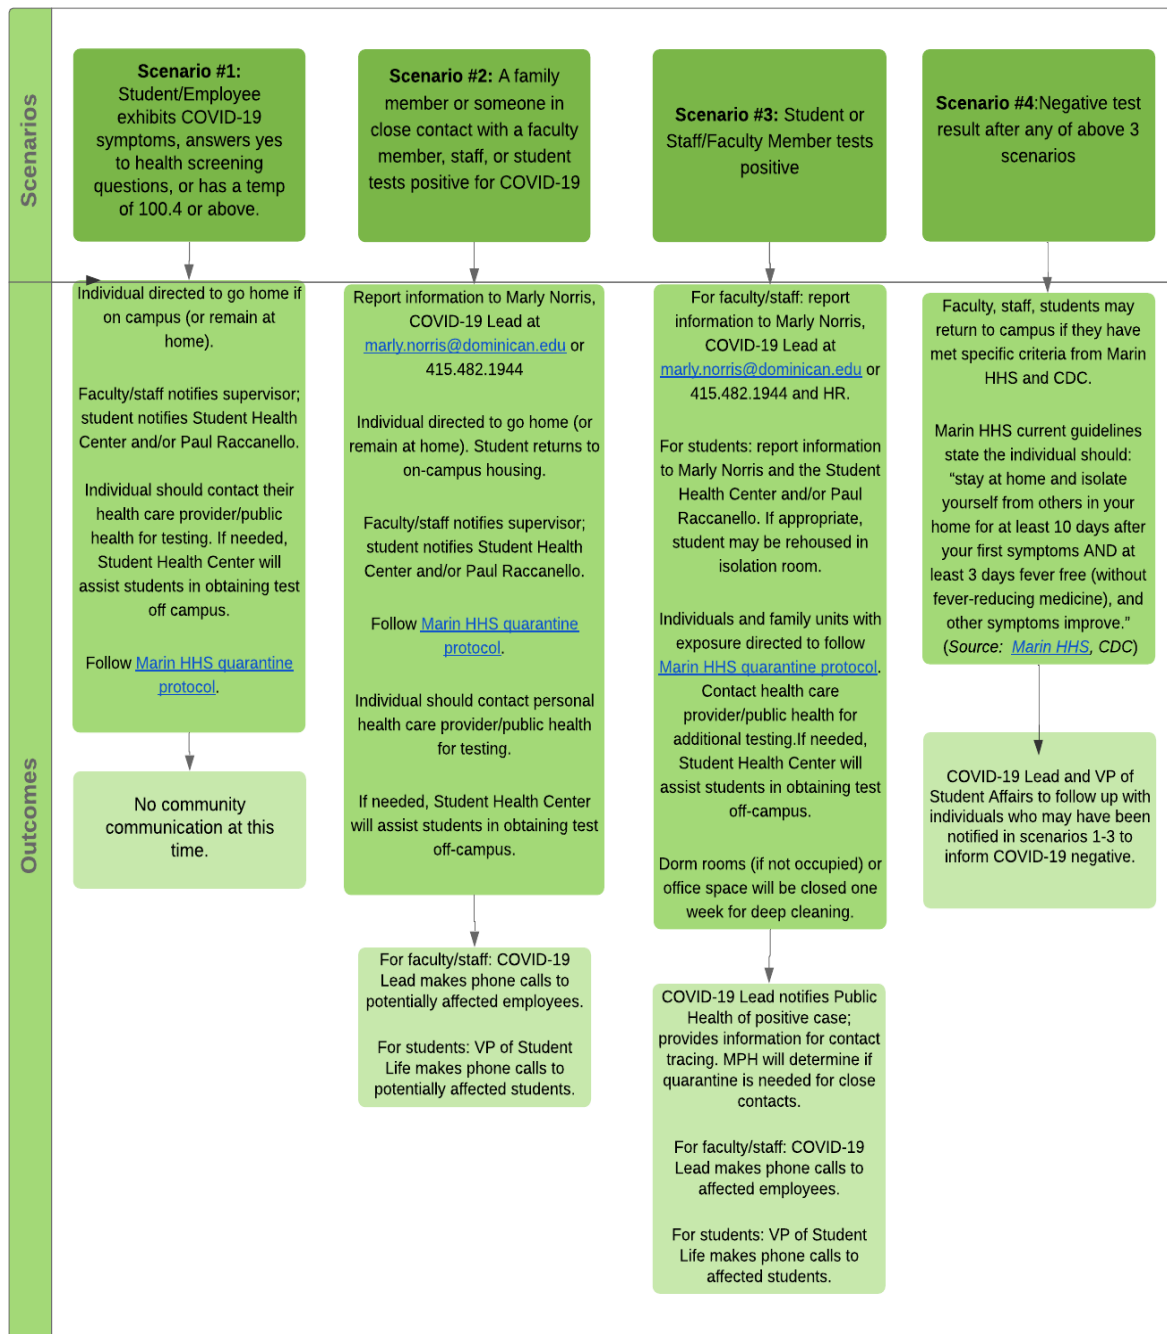 Scenarios
Scenario #1:
Student/Employee
exhibits COVID-19
symptoms, answers yes
to health screening
questions, or has a temp
of 100.4 or above.
Scenario #2: A family
member or someone in
close contact with a faculty
member, staff, or student
tests positive for COVID-19
Scenario #3: Student or
Staff/Faculty Member tests
positive
Scenario #4:Negative test
result after any of above 3
scenarios
Outcomes
Individual directed to go home if
on campus (or remain at
home).
Faculty/staff notifies supervisor;
student notifies Student Health
Center and/or Paul Raccanello.
Individual should contact their
health care provider/public
health for testing. If needed,
Student Health Center will
assist students in obtaining test
off campus.
Follow Marin HHS quarantine
protocol.
No community
communication at this
time.
Report information to Marly Norris,
COVID-19 Lead at
marly.norris@dominican.edu or
415.482.1944
Individual directed to go home (or
remain at home). Student returns to
on-campus housing.
Faculty/staff notifies supervisor;
student notifies Student Health
Center and/or Paul Raccanello.
Follow Marin HHS quarantine
protocol.
Individual should contact personal
health care provider/public health
for testing.
If needed, Student Health Center
will assist students in obtaining test
off-campus.
For faculty/staff: COVID-19
Lead makes phone calls to
potentially affected employees.
For students: VP of Student
Life makes phone calls to
potentially affected students.
For faculty/staff: report
information to Marly Norris,
COVID-19 Lead at
marly.norris@dominican.edu or
415.482.1944 and HR.
For students: report information
to Marly Norris and the Student
Health Center and/or Paul
Raccanello. If appropriate,
student may be rehoused in
isolation room.
Individuals and family units with
exposure directed to follow
Marin HHS quarantine protocol.
Contact health care
provider/public health for
additional testing.If needed,
Student Health Center will
assist students in obtaining test
off-campus.
Dorm rooms (if not occupied) or
office space will be closed one
week for deep cleaning.
COVID-19 Lead notifies Public
Health of positive case;
provides information for contact
tracing. MPH will determine if
quarantine is needed for close
contacts.
For faculty/staff: COVID-19
Lead makes phone calls to
affected employees.
For students: VP of Student
Life makes phone calls to
affected students.
Faculty, staff, students may
return to campus if they have
met specific criteria from Marin
HHS and CDC.
Marin HHS current guidelines
state the individual should:
“stay at home and isolate
yourself from others in your
home for at least 10 days after
your first symptoms AND at
least 3 days fever free (without
fever-reducing medicine), and
other symptoms improve.”
(Source: Marin HHS, CDC)
COVID-19 Lead and VP of
Student Affairs to follow up with
individuals who may have been
notified in scenarios 1-3 to
inform COVID-19 negative.